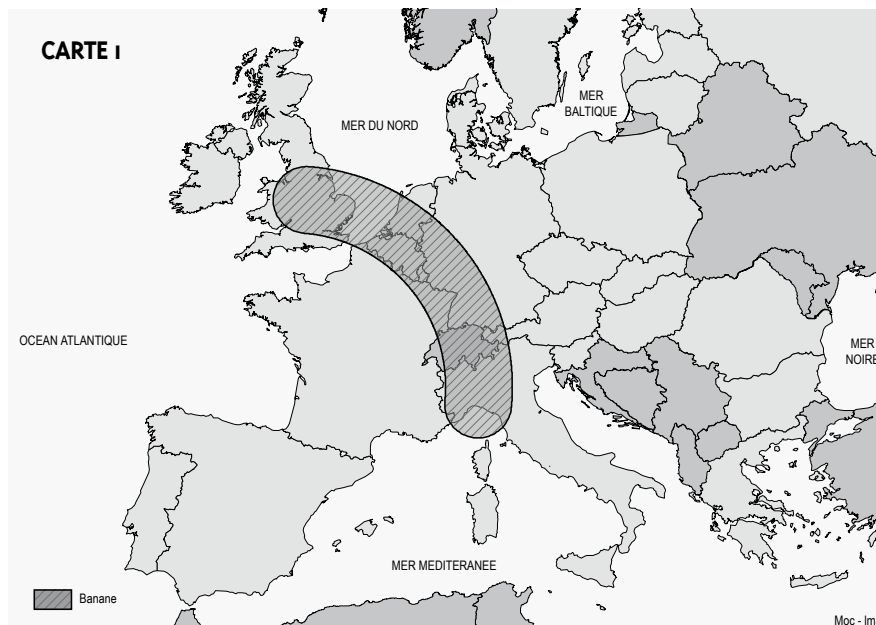 CARTE 1
MER
BALTIQUE
MER DU NORD
OCEAN ATLANTIQUE
MER
NOIRE
MER MEDITERANEE
Banane
Moc - Im